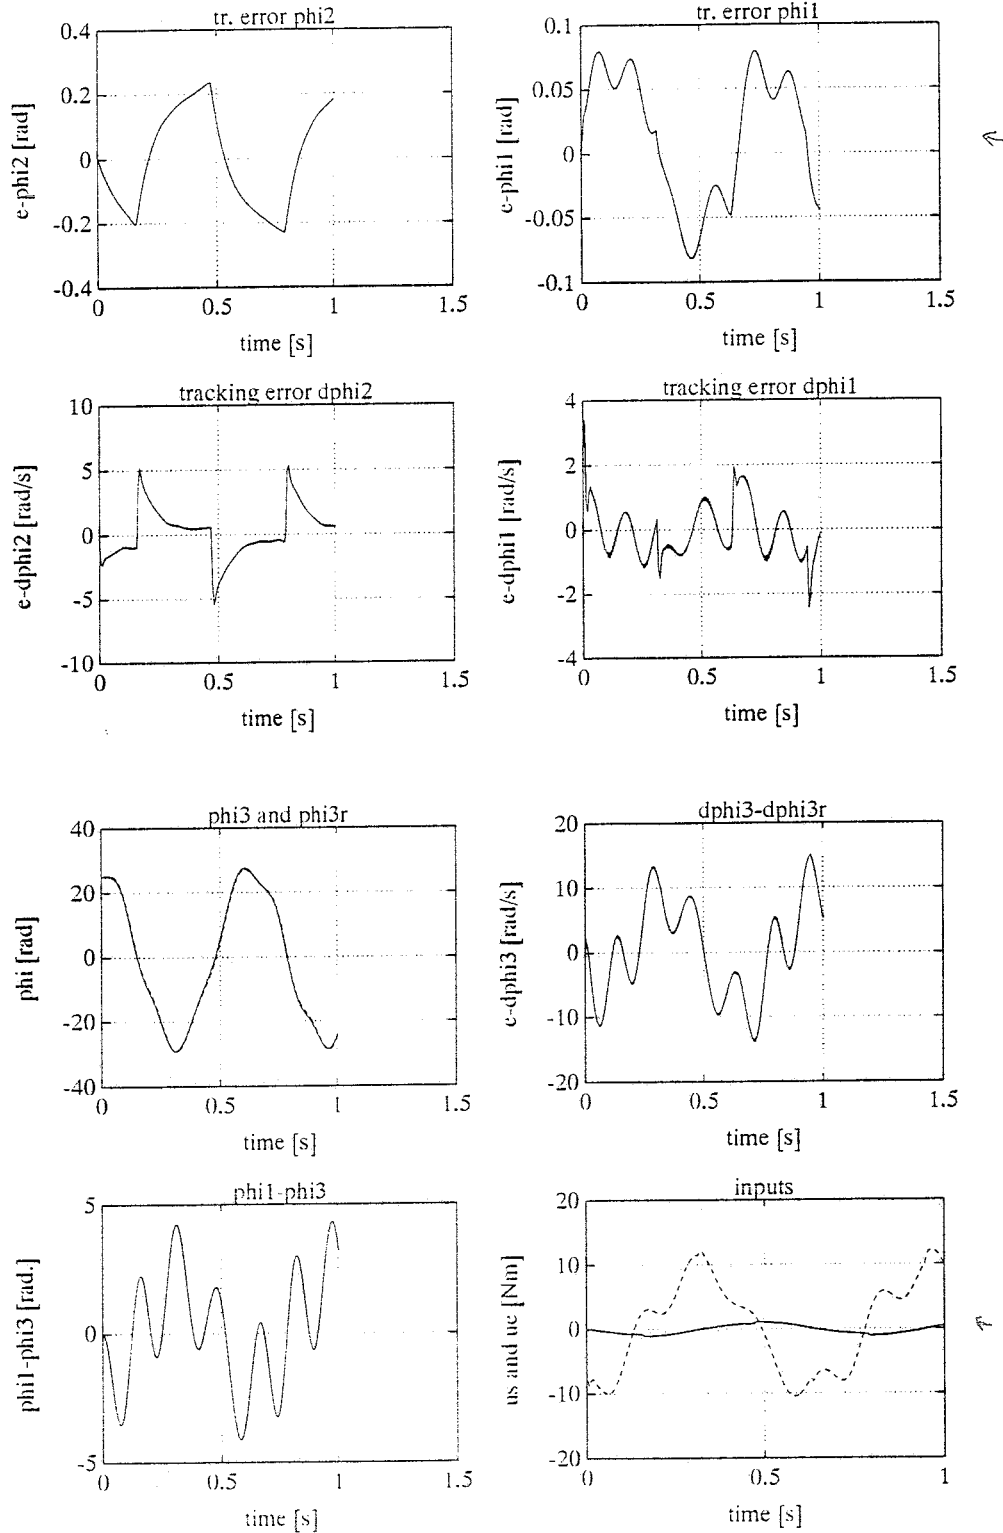 tr. error phi2
0.4
0.2
0
-0.2
-0.4
e-phi2 [rad]
0 0.5 1 1.5
time [s]
tr. error phi1
0.1
0.05
0
-0.05
-0.1
e-phi1 [rad]
0 0.5 1 1.5
time [s]
tracking error dphi2
10
5
0
-5
-10
e-dphi2 [rad/s]
0 0.5 1 1.5
time [s]
tracking error dphi1
4
2
0
-2
-4
e-dphi1 [rad/s]
0 0.5 1 1.5
time [s]
phi3 and phi3r
40
20
0
-20
-40
phi [rad]
0 0.5 1 1.5
time [s]
dphi3-dphi3r
20
10
0
-10
-20
e-dphi3 [rad/s]
0 0.5 1 1.5
time [s]
phi1-phi3
5
0
-5
phi1-phi3 [rad.]
0 0.5 1 1.5
time [s]
inputs
20
10
0
-10
-20
us and ue [Nm]
0 0.5 1
time [s]